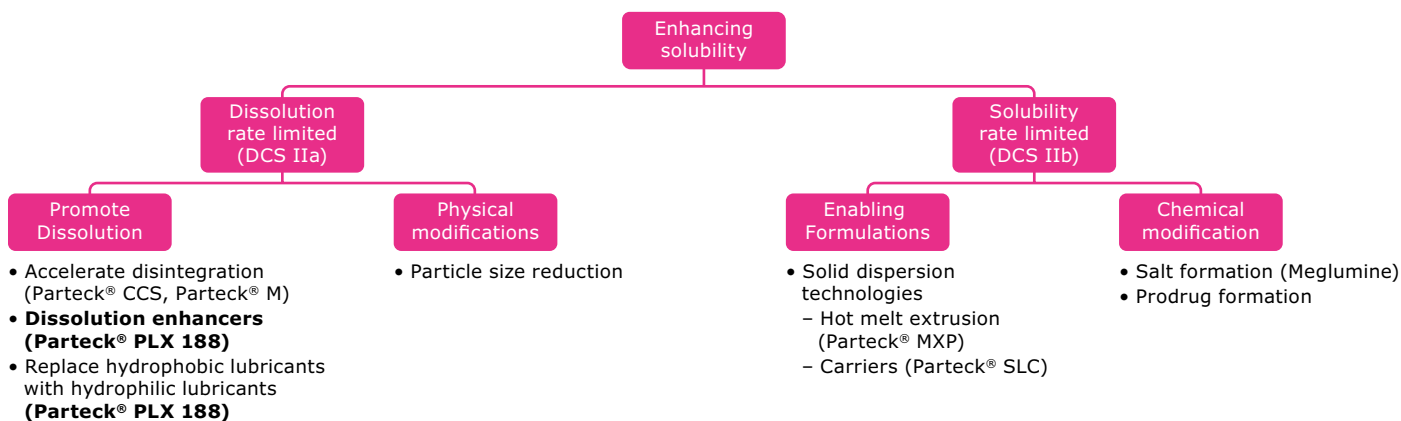 Enhancing
solubility
Dissolution
rate limited
(DCS IIa)
Solubility
rate limited
(DCS IIb)
Promote
Dissolution
Physical
modifications
Enabling
Formulations
Chemical
modification
• Accelerate disintegration
(Parteck® CCS, Parteck® M)
• Dissolution enhancers
(Parteck® PLX 188)
• Replace hydrophobic lubricants
with hydrophilic lubricants
(Parteck® PLX 188)
• Particle size reduction
• Solid dispersion
technologies
– Hot melt extrusion
(Parteck® MXP)
– Carriers (Parteck® SLC)
• Salt formation (Meglumine)
• Prodrug formation